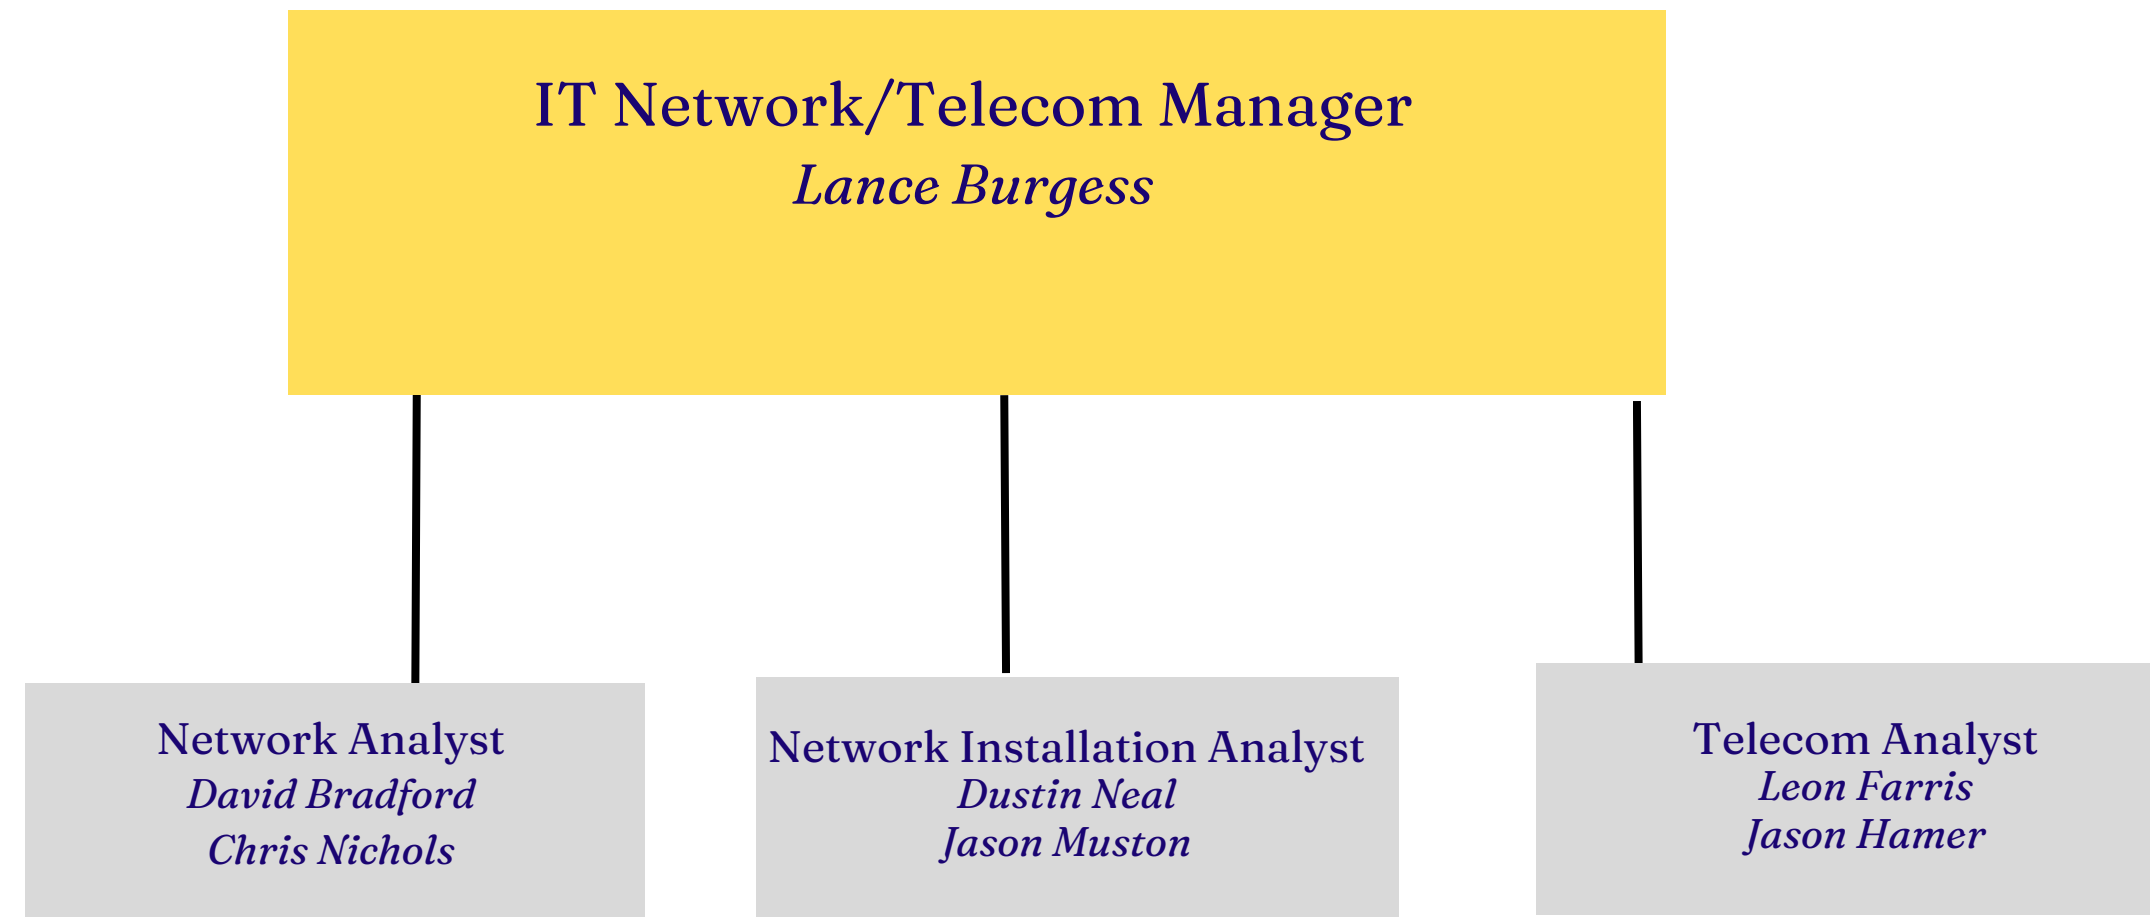 IT Network/Telecom Manager
Lance Burgess
Network Analyst
David Bradford
Chris Nichols
Network Installation Analyst
Dustin Neal
Jason Muston
Telecom Analyst
Leon Farris
Jason Hamer